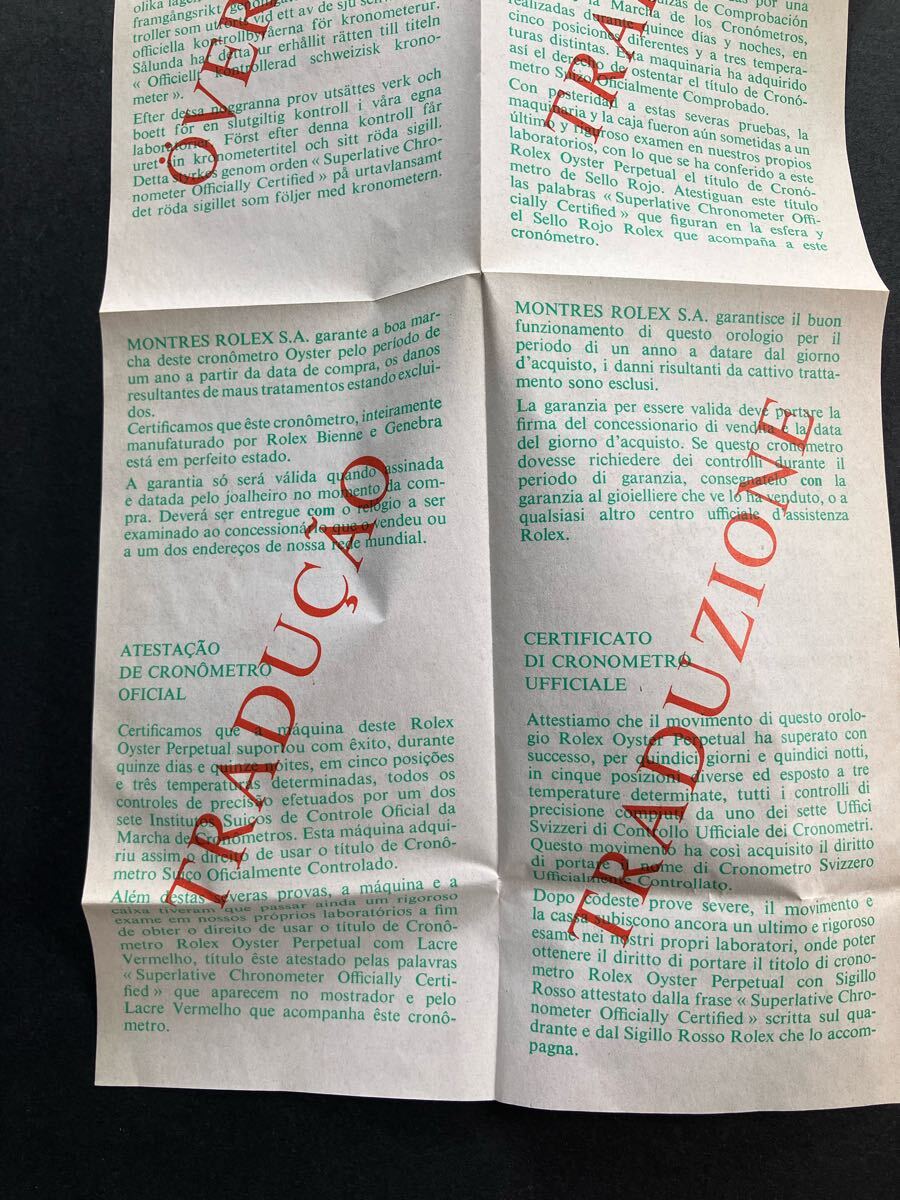 olika lägen
framgångsrikt genomgått
troller som utförts vid ett av de sju schw
officiella kontrollbyråerna för kronometerur.
Sålunda har detta ur erhållit rätten till titeln
« Officiellt kontrollerad schweizisk krono-
meter ».
Efter dessa noggranna prov utsättes verk och
boett för en slutgiltig kontroll i våra egna
laboratorier. Först efter denna kontroll får
uret sin kronometertitel och sitt röda sigill.
Detta styrkes genom orden « Superlative Chro-
nometer Officially Certified » på urtavlansamt
det röda sigillet som följer med kronometern.
ÖVER
por una
izas de Comprobación
la Marcha de los Cronómetros,
realizadas durante quince días y noches, en
cinco posiciones diferentes y a tres tempera-
turas distintas. Esta maquinaria ha adquirido
así el derecho de ostentar el título de Cronó-
metro Suizo Oficialmente Comprobado.
Con posteridad a estas severas pruebas, la
maquinaria y la caja fueron aún sometidas a un
último y riguroso examen en nuestros propios
laboratorios, con lo que se ha conferido a este
Rolex Oyster Perpetual el título de Cronó-
metro de Sello Rojo. Atestiguan este título
las palabras « Superlative Chronometer Offi-
cially Certified » que figuran en la esfera y
el Sello Rojo Rolex que acompaña a este
cronómetro.
TRA
MONTRES ROLEX S.A. garante a boa mar-
cha deste cronômetro Oyster pelo período de
um ano a partir da data de compra, os danos
resultantes de maus tratamentos estando exclui-
dos.
Certificamos que êste cronômetro, inteiramente
manufaturado por Rolex Bienne e Genebra
está em perfeito estado.
A garantia só será válida quando assinada
e datada pelo joalheiro no momento da com-
pra. Deverá ser entregue com o relógio a ser
examinado ao concessionário que o vendeu ou
a um dos endereços de nossa rede mundial.
ATESTAÇÃO
DE CRONÔMETRO
OFICIAL
Certificamos que a máquina deste Rolex
Oyster Perpetual suportou com êxito, durante
quinze dias e quinze noites, em cinco posições
e três temperaturas determinadas, todos os
controles de precisão efetuados por um dos
sete Institutos Suiços de Controle Oficial da
Marcha de Cronômetros. Esta máquina adqui-
riu assim o direito de usar o título de Cronô-
metro Suiço Oficialmente Controlado.
Além destas severas provas, a máquina e a
caixa tiveram que passar ainda um rigoroso
exame em nossos próprios laboratórios a fim
de obter o direito de usar o título de Cronô-
metro Rolex Oyster Perpetual com Lacre
Vermelho, título êste atestado pelas palavras
« Superlative Chronometer Officially Certi-
fied » que aparecem no mostrador e pelo
Lacre Vermelho que acompanha êste cronô-
metro.
TRADUÇÃO
MONTRES ROLEX S.A. garantisce il buon
funzionamento di questo orologio per il
periodo di un anno a datare dal giorno
d'acquisto, i danni risultanti da cattivo tratta-
mento sono esclusi.
La garanzia per essere valida deve portare la
firma del concessionario di vendita e la data
del giorno d'acquisto. Se questo cronometro
dovesse richiedere dei controlli durante il
periodo di garanzia, consegnatelo con la
garanzia al gioielliere che ve lo ha venduto, o a
qualsiasi altro centro ufficiale d'assistenza
Rolex.
CERTIFICATO
DI CRONOMETRO
UFFICIALE
Attestiamo che il movimento di questo orolo-
gio Rolex Oyster Perpetual ha superato con
successo, per quindici giorni e quindici notti,
in cinque posizioni diverse ed esposto a tre
temperature determinate, tutti i controlli di
precisione compiuti da uno dei sette Uffici
Svizzeri di Controllo Ufficiale dei Cronometri.
Questo movimento ha così acquisito il diritto
di portare il nome di Cronometro Svizzero
Ufficialmente Controllato.
Dopo codeste prove severe, il movimento e
la cassa subiscono ancora un ultimo e rigoroso
esame nei nostri propri laboratori, onde poter
ottenere il diritto di portare il titolo di crono-
metro Rolex Oyster Perpetual con Sigillo
Rosso attestato dalla frase « Superlative Chro-
nometer Officially Certified » scritta sul qua-
drante e dal Sigillo Rosso Rolex che lo accom-
pagna.
TRADUZIONE